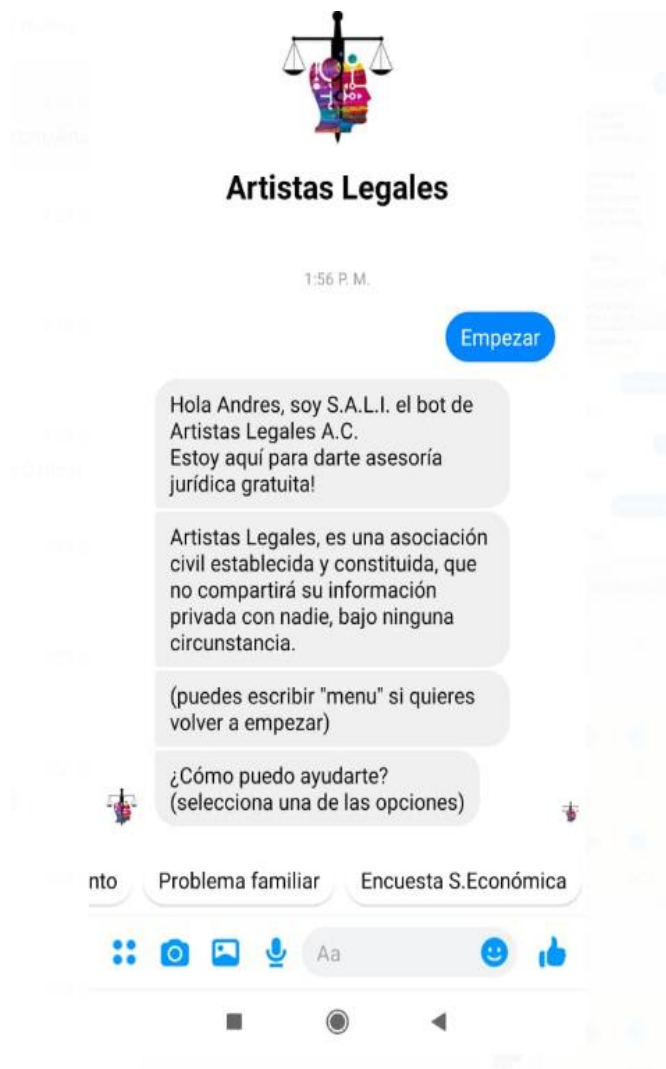 Artistas Legales
1:56 P. M.
Empezar
Hola Andres, soy S.A.L.I. el bot de
Artistas Legales A.C.
Estoy aquí para darte asesoría
jurídica gratuita!
Artistas Legales, es una asociación
civil establecida y constituida, que
no compartirá su información
privada con nadie, bajo ninguna
circunstancia.
(puedes escribir "menu" si quieres
volver a empezar)
¿Cómo puedo ayudarte?
(selecciona una de las opciones)
nto Problema familiar Encuesta S.Económica
Aa